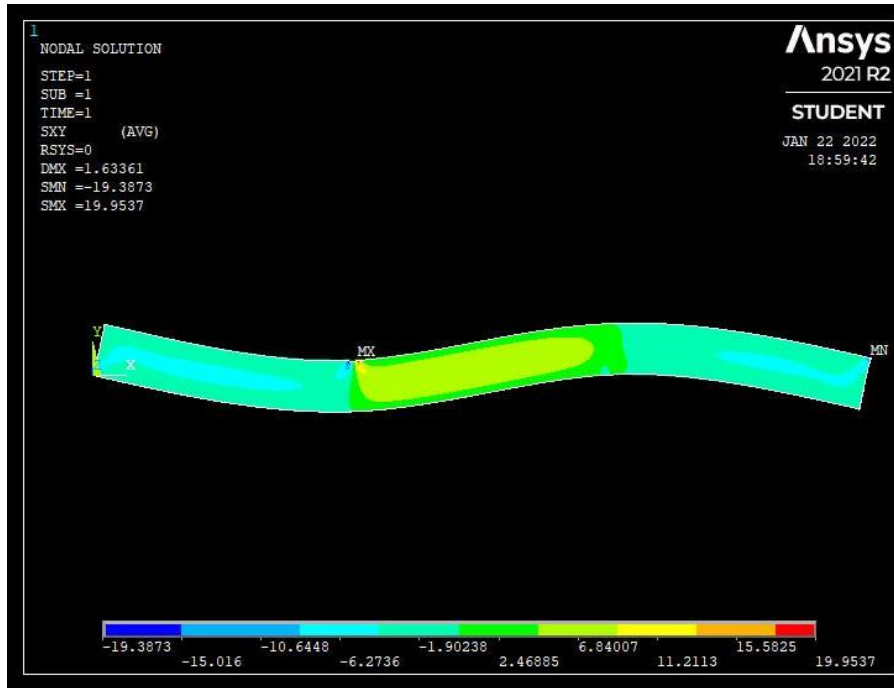 1
NODAL SOLUTION
STEP=1
SUB =1
TIME=1
SXY (AVG)
RSYS=0
DMX =1.63361
SMN =-19.3873
SMX =19.9537
Ansys
2021 R2
STUDENT
JAN 22 2022
18:59:42
Y
X
MX
MN
-19.3873 -10.6448 -1.90238 6.84007 15.5825
-15.016 -6.2736 2.46885 11.2113 19.9537